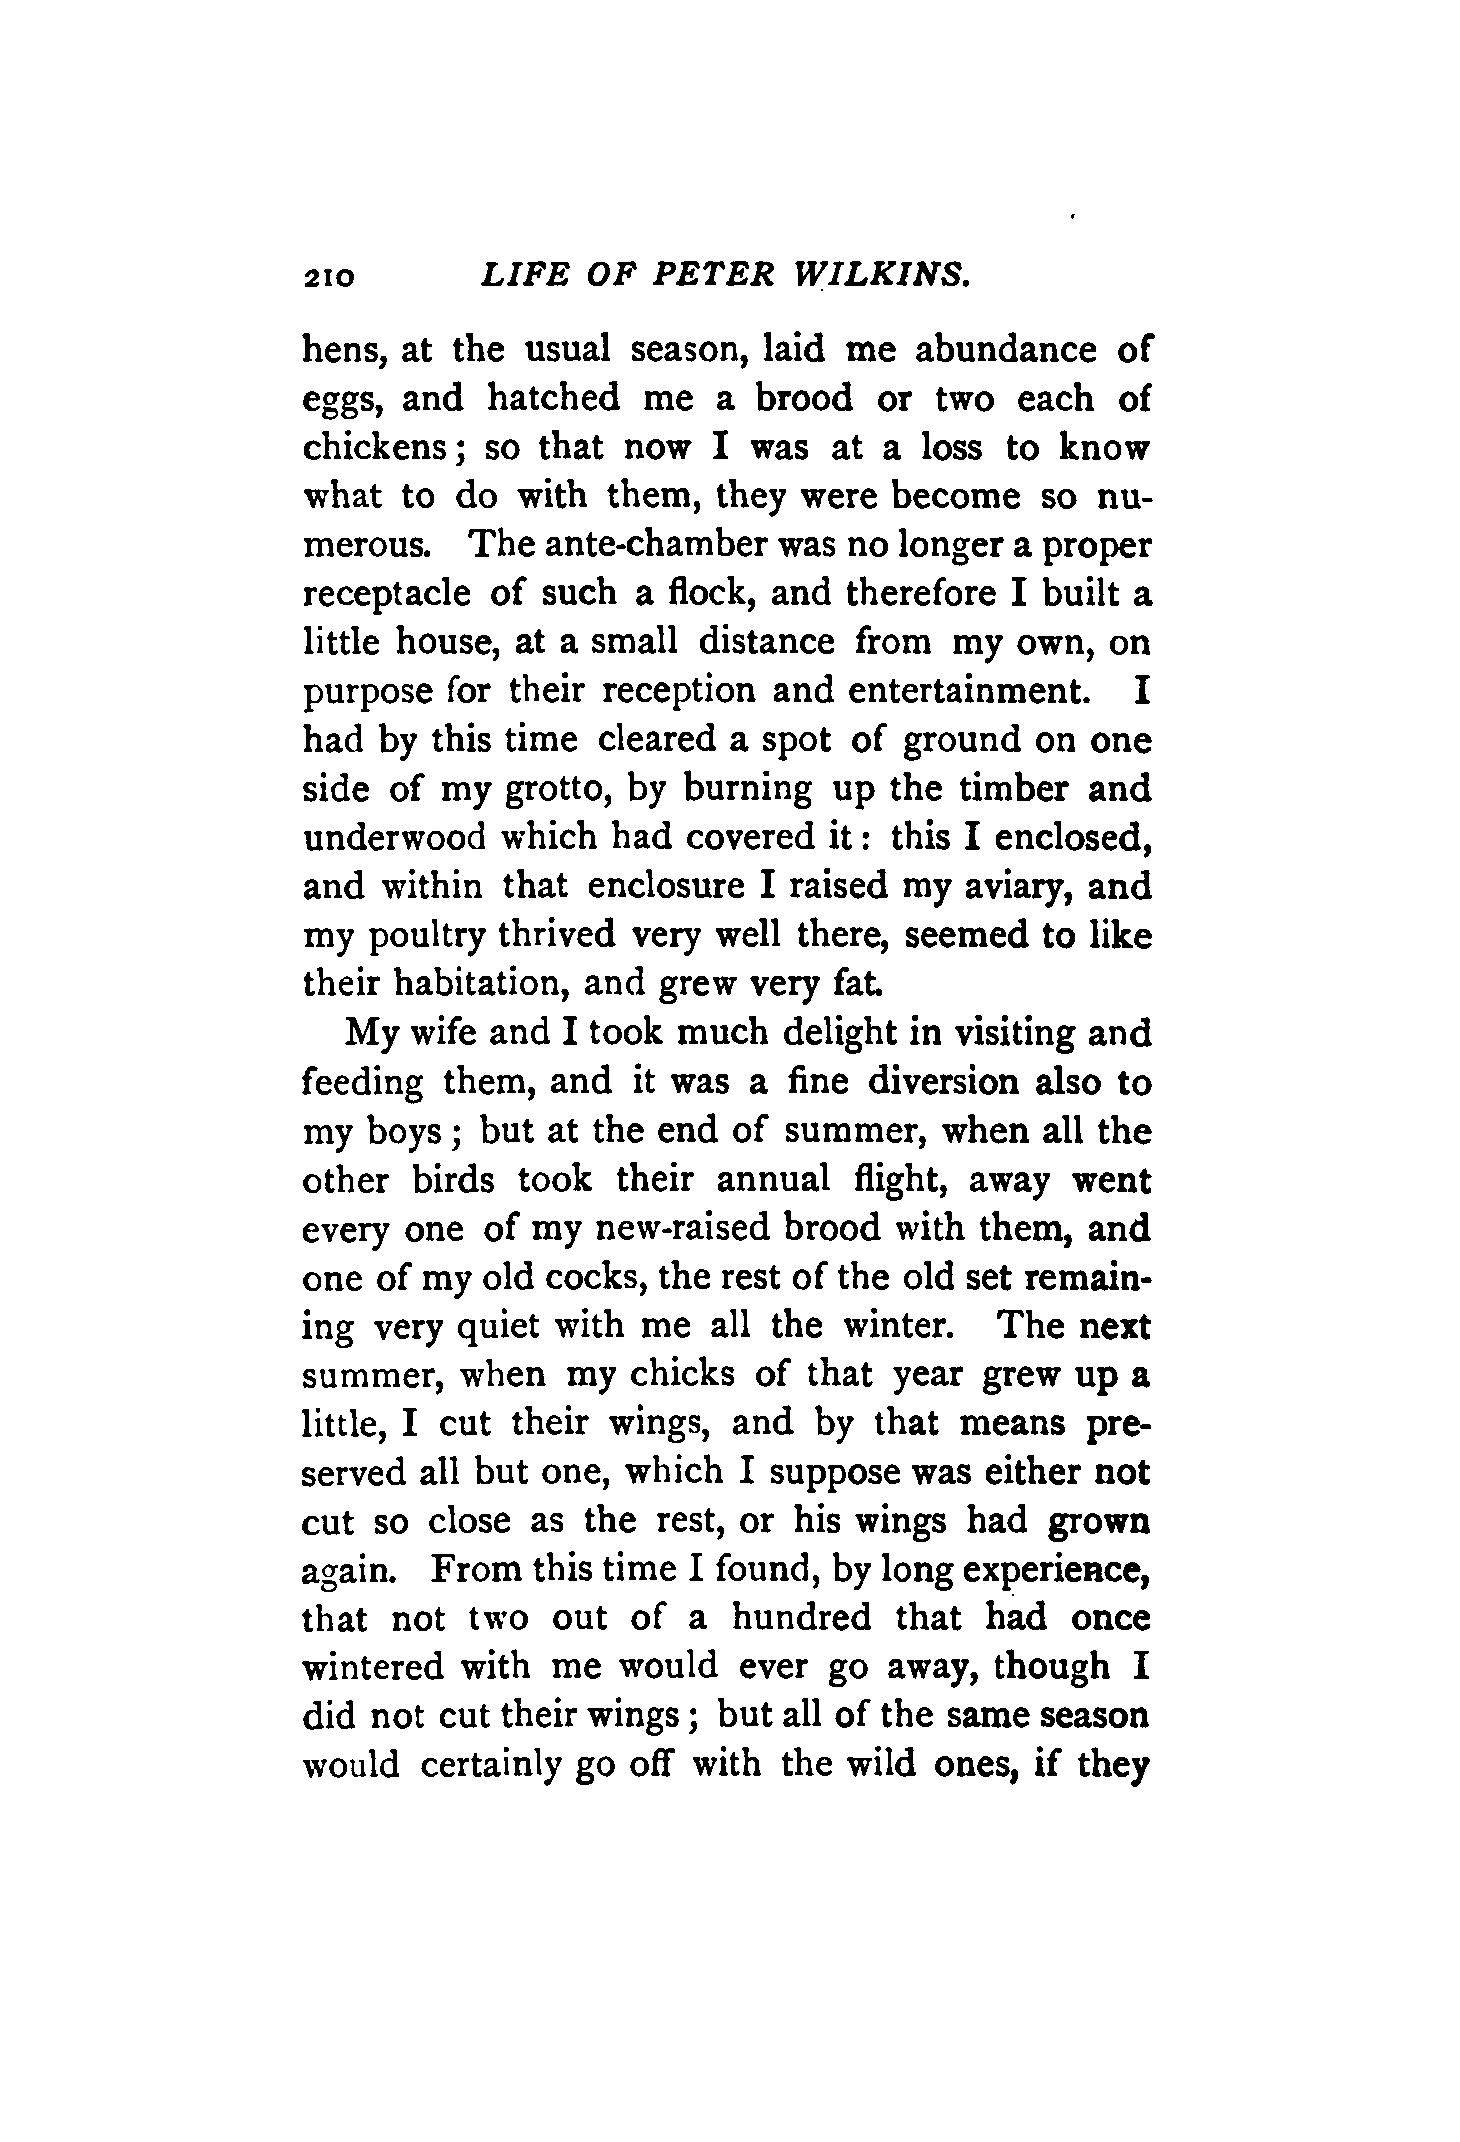 210 LIFE OF PETER WILKINS.
hens, at the usual season, laid me abundance of
eggs, and hatched me a brood or two each of
chickens; so that now I was at a loss to know
what to do with them, they were become so nu-
merous. The ante-chamber was no longer a proper
receptacle of such a flock, and therefore I built a
little house, at a small distance from my own, on
purpose for their reception and entertainment. I
had by this time cleared a spot of ground on one
side of my grotto, by burning up the timber and
underwood which had covered it: this I enclosed,
and within that enclosure I raised my aviary, and
my poultry thrived very well there, seemed to like
their habitation, and grew very fat.
My wife and I took much delight in visiting and
feeding them, and it was a fine diversion also to
my boys; but at the end of summer, when all the
other birds took their annual flight, away went
every one of my new-raised brood with them, and
one of my old cocks, the rest of the old set remain-
ing very quiet with me all the winter. The next
summer, when my chicks of that year grew up a
little, I cut their wings, and by that means pre-
served all but one, which I suppose was either not
cut so close as the rest, or his wings had grown
again. From this time I found, by long experience,
that not two out of a hundred that had once
wintered with me would ever go away, though I
did not cut their wings; but all of the same season
would certainly go off with the wild ones, if they